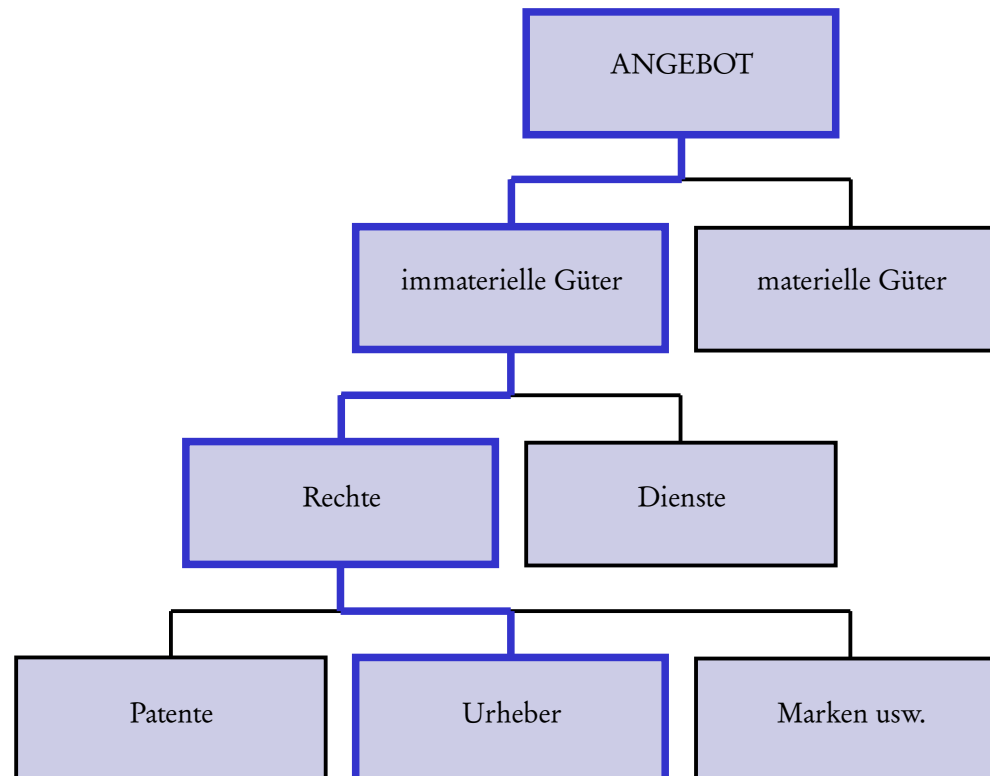 ANGEBOT
immaterielle Güter
materielle Güter
Rechte
Dienste
Patente
Urheber
Marken usw.